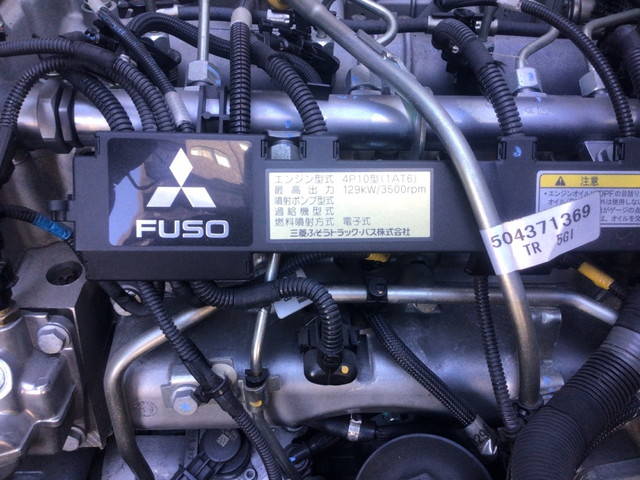 FUSO
エンジン型式 4P10型(1AT6)
最高出力 129kW/3500rpm
噴射ポンプ型式
過給機型式
燃料噴射方式 電子式
三菱ふそうトラック・バス株式会社
504371369
TR 5GI
注意